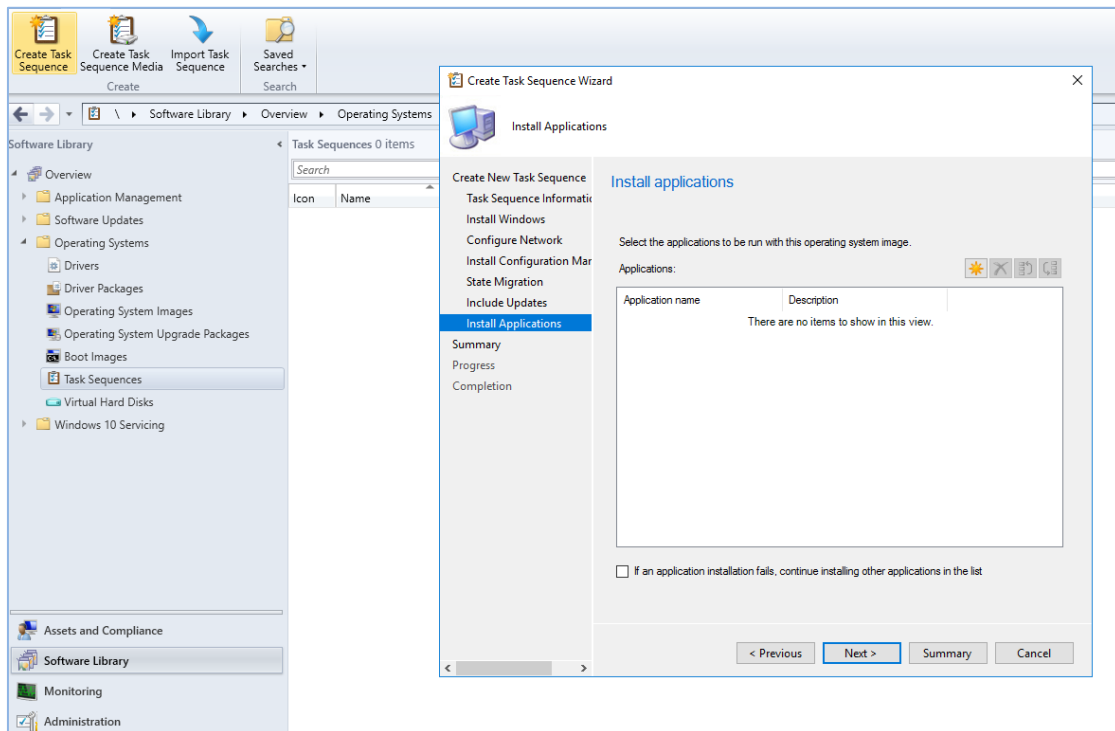 Create Task
Sequence
Create Task
Sequence Media
Import Task
Sequence
Saved
Searches
Create
Search
\ Software Library Overview Operating Systems
Software Library
Overview
Application Management
Software Updates
Operating Systems
Drivers
Driver Packages
Operating System Images
Operating System Upgrade Packages
Boot Images
Task Sequences
Virtual Hard Disks
Windows 10 Servicing
Assets and Compliance
Software Library
Monitoring
Administration
Task Sequences 0 items
Search
Icon Name
Create Task Sequence Wizard
Install Applications
Create New Task Sequence
Task Sequence Informatic
Install Windows
Configure Network
Install Configuration Mar
State Migration
Include Updates
Install Applications
Summary
Progress
Completion
Install applications
Select the applications to be run with this operating system image.
Applications:
Application name Description
There are no items to show in this view.
If an application installation fails, continue installing other applications in the list
< Previous Next > Summary Cancel